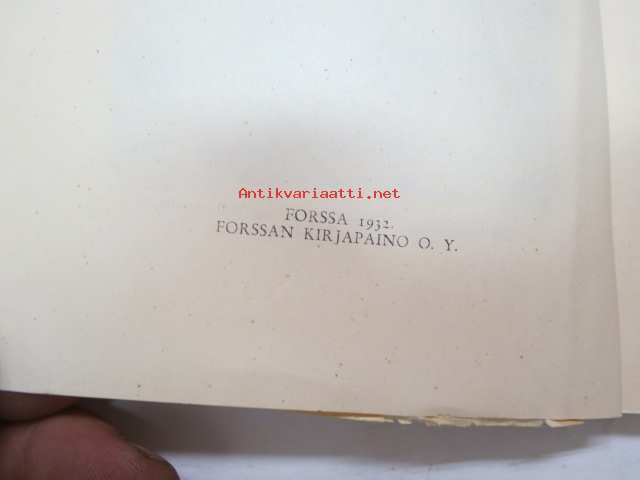 Antikvariaatti.net
FORSSA 1932.
FORSSAN KIRJAPAINO O. Y.